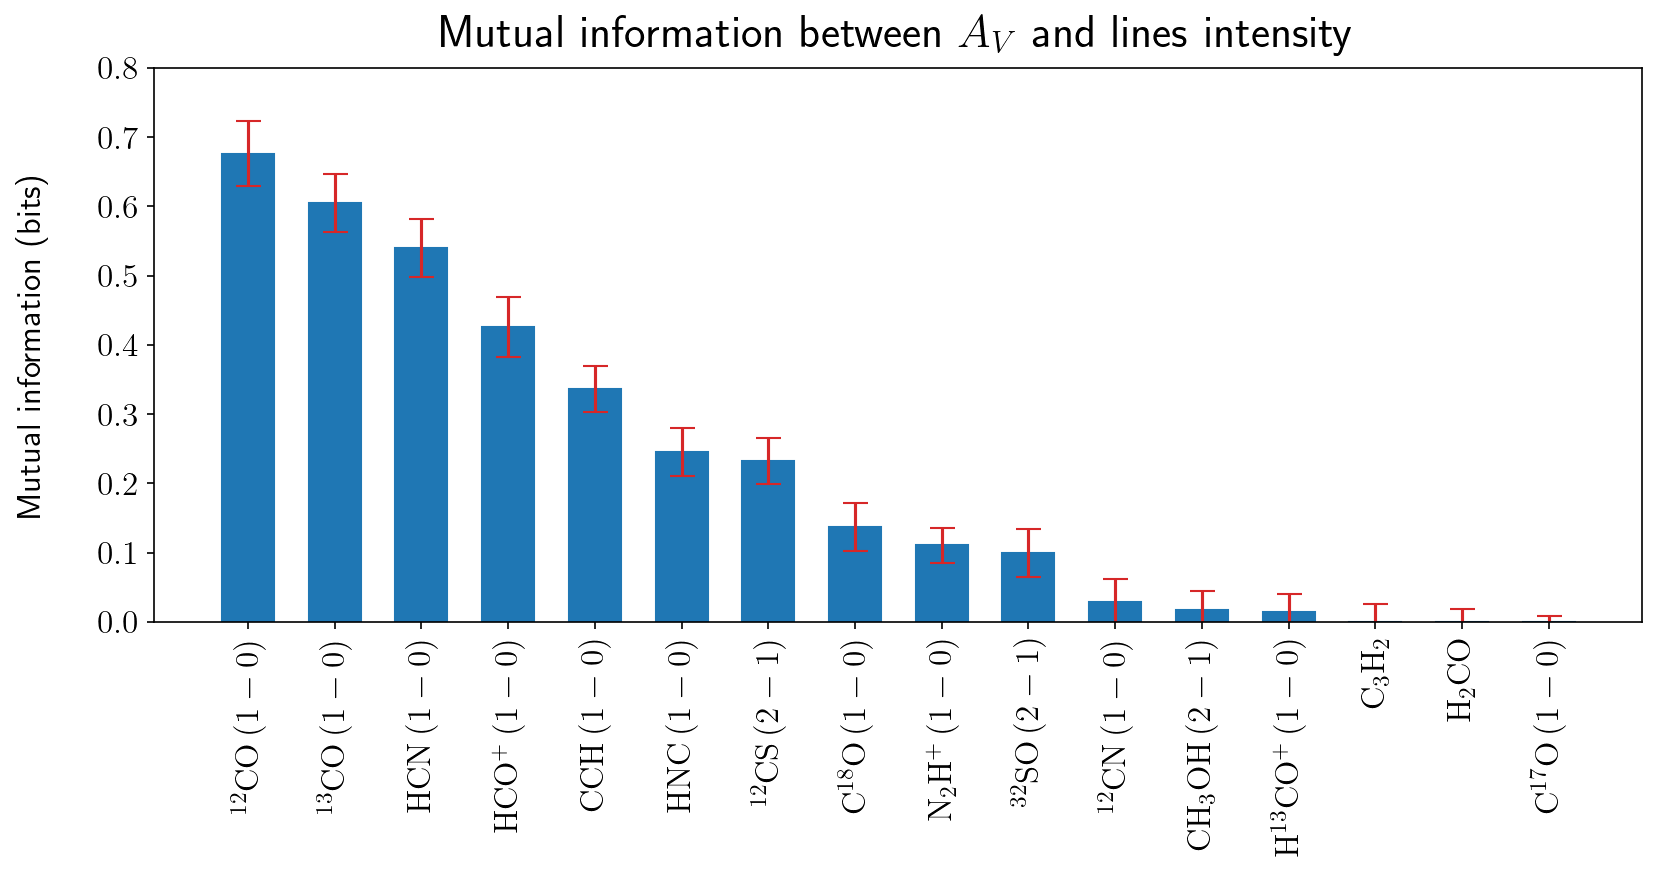 Mutual information between A_V and lines intensity
Mutual information (bits)
0.8
0.7
0.6
0.5
0.4
0.3
0.2
0.1
0.0
¹²CO (1 − 0)
¹³CO (1 − 0)
HCN (1 − 0)
HCO⁺ (1 − 0)
CCH (1 − 0)
HNC (1 − 0)
¹²CS (2 − 1)
C¹⁸O (1 − 0)
N₂H⁺ (1 − 0)
³²SO (2 − 1)
¹²CN (1 − 0)
CH₃OH (2 − 1)
H¹³CO⁺ (1 − 0)
C₃H₂
H₂CO
C¹⁷O (1 − 0)